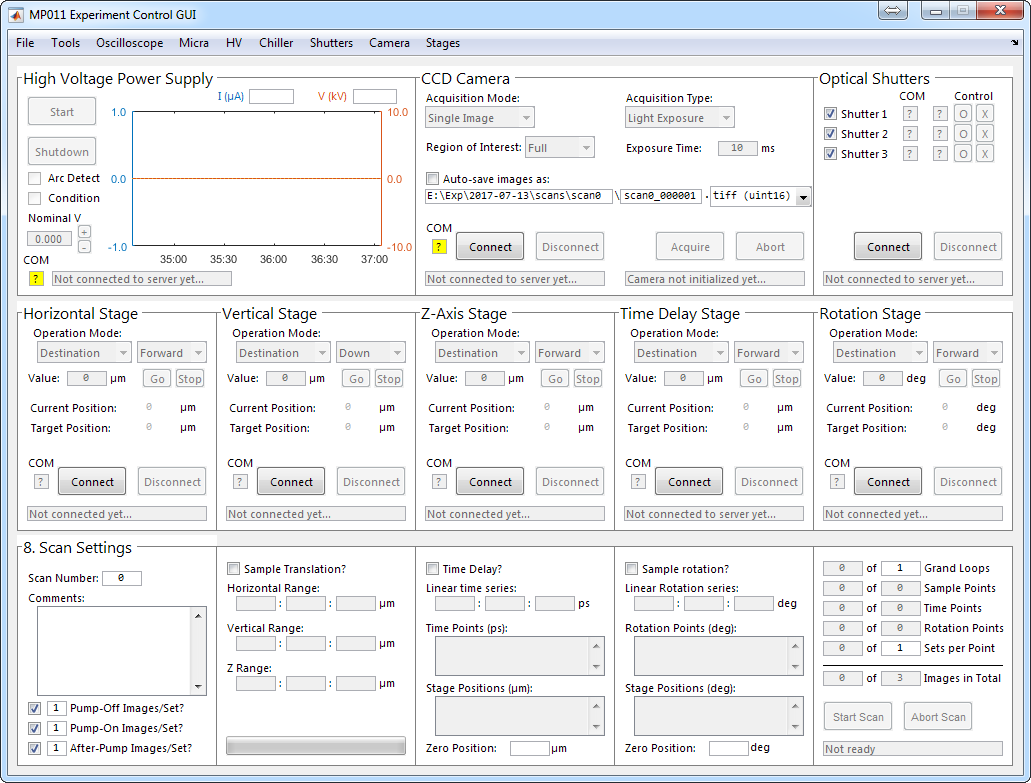 MP011 Experiment Control GUI
File Tools Oscilloscope Micra HV Chiller Shutters Camera Stages
High Voltage Power Supply
Start
I (µA)
V (kV)
Shutdown
Arc Detect
Condition
Nominal V
0.000
+
-
1.0
0.0
-1.0
10.0
0.0
-10.0
35:00 35:30 36:00 36:30 37:00
COM
? Not connected to server yet...
CCD Camera
Acquisition Mode:
Single Image
Acquisition Type:
Light Exposure
Region of Interest: Full
Exposure Time: 10 ms
Auto-save images as:
E:\Exp\2017-07-13\scans\scan0 \ scan0_000001 . tiff (uint16)
COM
? Connect Disconnect Acquire Abort
Not connected to server yet...
Camera not initialized yet...
Optical Shutters
COM Control
Shutter 1 ? ? O X
Shutter 2 ? ? O X
Shutter 3 ? ? O X
Connect Disconnect
Not connected to server yet...
Horizontal Stage
Operation Mode:
Destination Forward
Value: 0 µm Go Stop
Current Position: 0 µm
Target Position: 0 µm
COM
? Connect Disconnect
Not connected yet...
Vertical Stage
Operation Mode:
Destination Down
Value: 0 µm Go Stop
Current Position: 0 µm
Target Position: 0 µm
COM
? Connect Disconnect
Not connected yet...
Z-Axis Stage
Operation Mode:
Destination Forward
Value: 0 µm Go Stop
Current Position: 0 µm
Target Position: 0 µm
COM
? Connect Disconnect
Not connected yet...
Time Delay Stage
Operation Mode:
Destination Forward
Value: 0 µm Go Stop
Current Position: 0 µm
Target Position: 0 µm
COM
? Connect Disconnect
Not connected to server yet...
Rotation Stage
Operation Mode:
Destination Forward
Value: 0 deg Go Stop
Current Position: 0 deg
Target Position: 0 deg
COM
? Connect Disconnect
Not connected yet...
8. Scan Settings
Scan Number: 0
Comments:
1 Pump-Off Images/Set?
1 Pump-On Images/Set?
1 After-Pump Images/Set?
Sample Translation?
Horizontal Range:
: : µm
Vertical Range:
: : µm
Z Range:
: : µm
Time Delay?
Linear time series:
: : ps
Time Points (ps):
Stage Positions (µm):
Zero Position: µm
Sample rotation?
Linear Rotation series:
: : deg
Rotation Points (deg):
Stage Positions (deg):
Zero Position: deg
0 of 1 Grand Loops
0 of 0 Sample Points
0 of 0 Time Points
0 of 0 Rotation Points
0 of 1 Sets per Point
0 of 3 Images in Total
Start Scan Abort Scan
Not ready